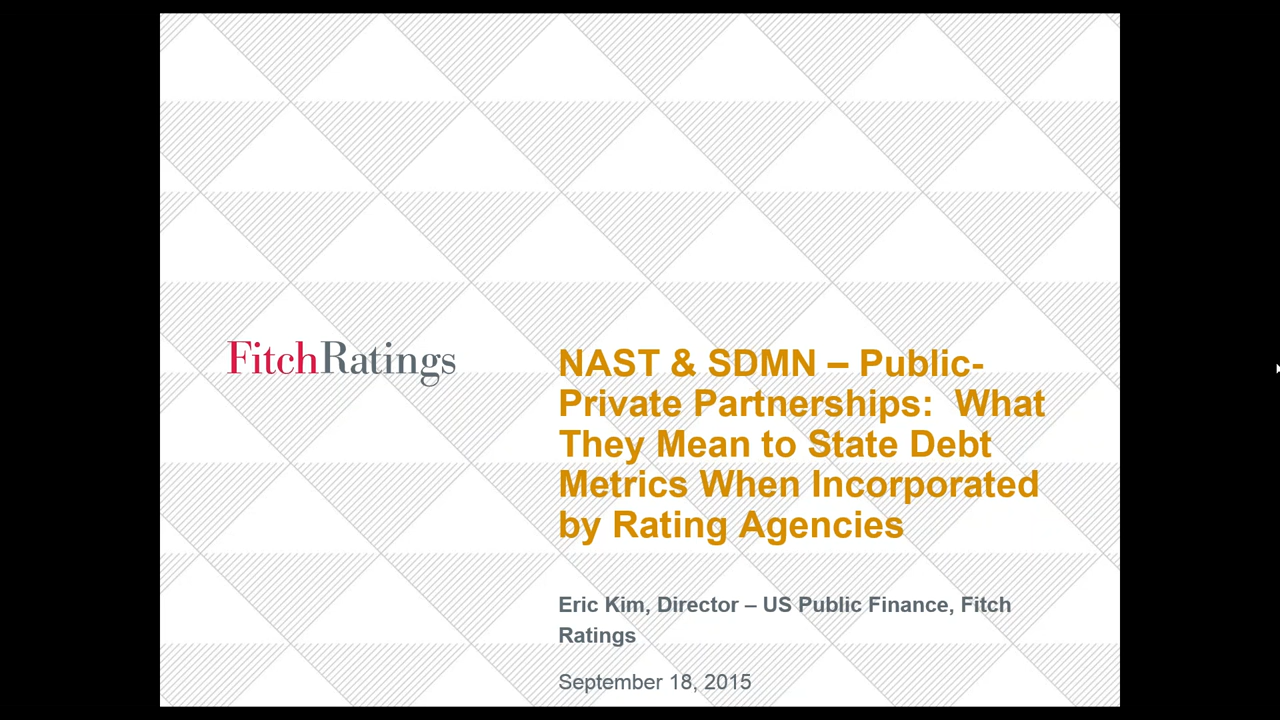 FitchRatings
NAST & SDMN – Public-
Private Partnerships:  What
They Mean to State Debt
Metrics When Incorporated
by Rating Agencies
Eric Kim, Director – US Public Finance, Fitch
Ratings
September 18, 2015